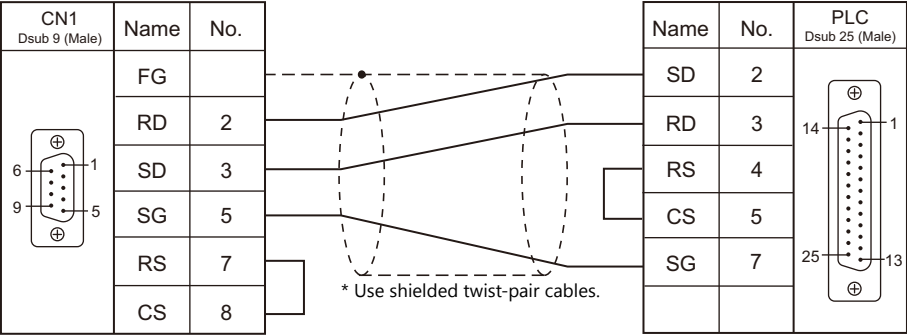 CN1
Dsub 9 (Male)
Name No.
FG
RD 2
SD 3
SG 5
RS 7
CS 8
6 1
9 5
* Use shielded twist-pair cables.
Name No.
PLC
Dsub 25 (Male)
SD 2
RD 3
RS 4
CS 5
SG 7
14 1
25 13